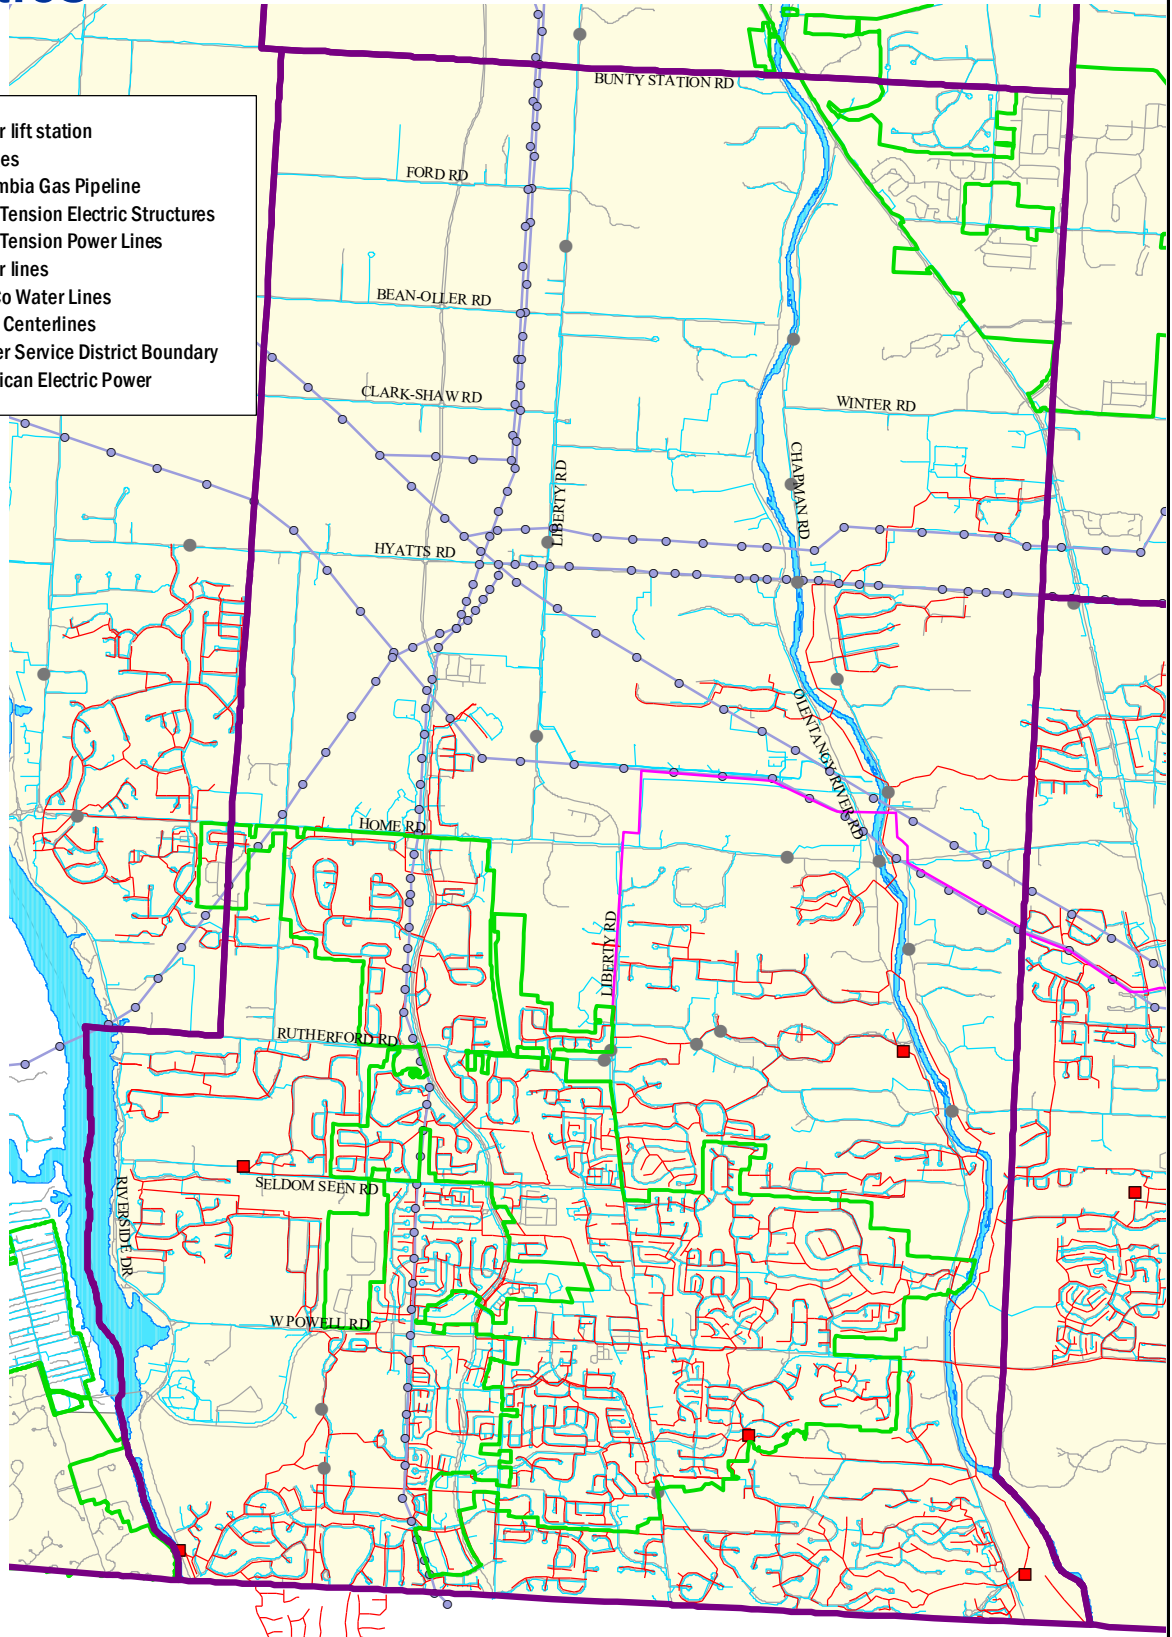 r lift station
es
mbia Gas Pipeline
Tension Electric Structures
Tension Power Lines
r lines
o Water Lines
Centerlines
er Service District Boundary
ican Electric Power
BUNTY STATION RD
FORD RD
BEAN-OLLER RD
CLARK-SHAW RD
WINTER RD
CHAPMAN RD
LIBERTY RD
HYATTS RD
OLENTANGY RIVER RD
HOME RD
LIBERTY RD
RUTHERFORD RD
SELDOM SEEN RD
RIVERSIDE DR
W POWELL RD